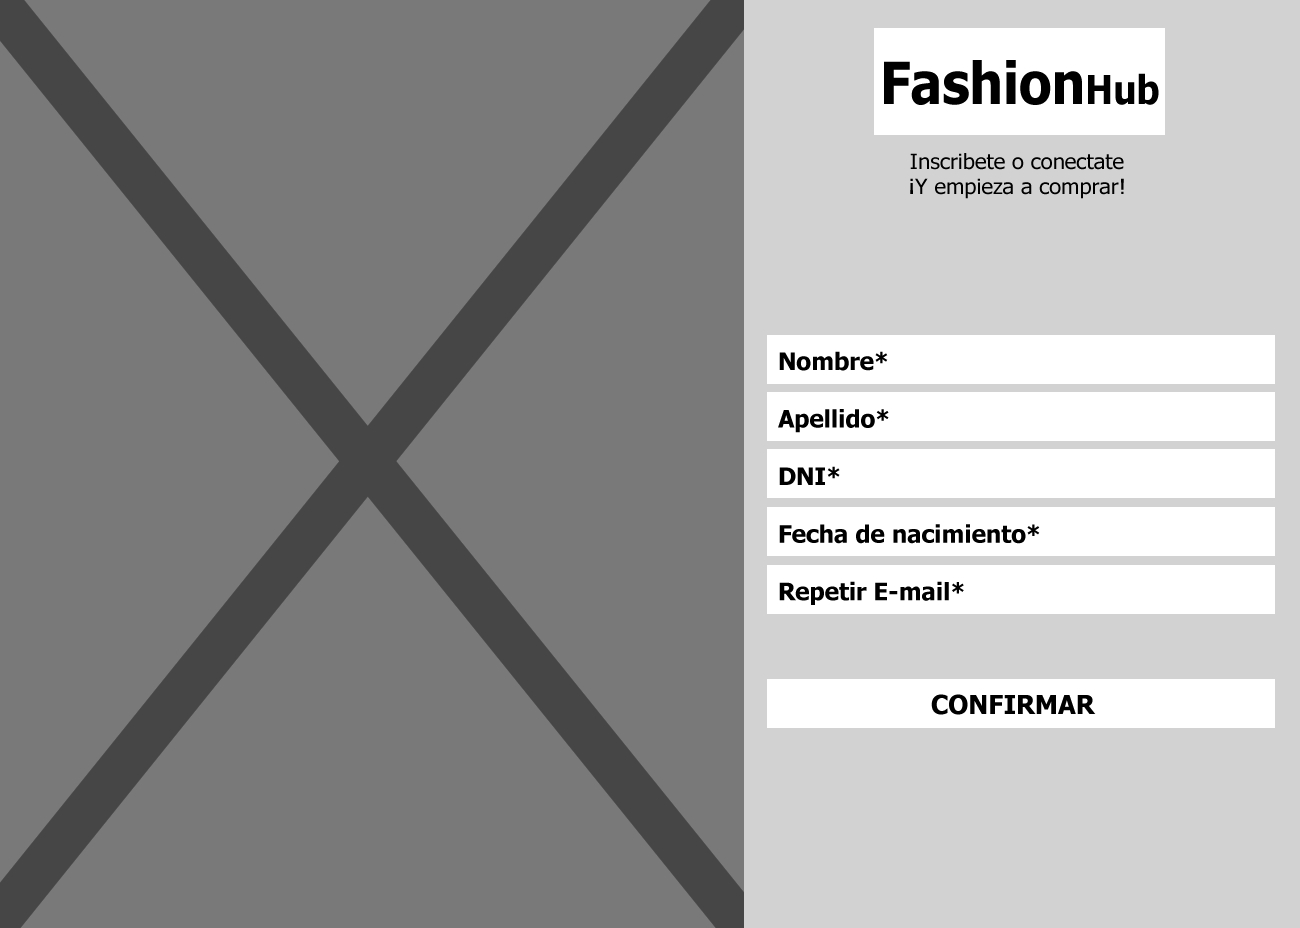 FashionHub
Inscribete o conectate
¡Y empieza a comprar!
Nombre*
Apellido*
DNI*
Fecha de nacimiento*
Repetir E-mail*
CONFIRMAR